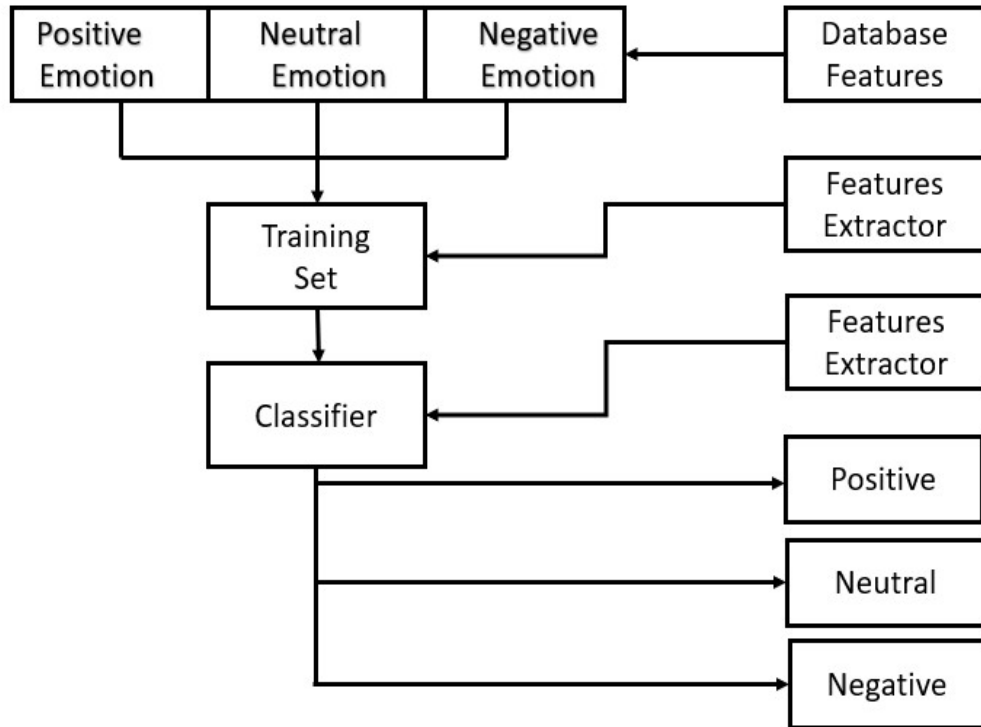 Positive
Emotion
Neutral
Emotion
Negative
Emotion
Database
Features
Features
Extractor
Training
Set
Features
Extractor
Classifier
Positive
Neutral
Negative